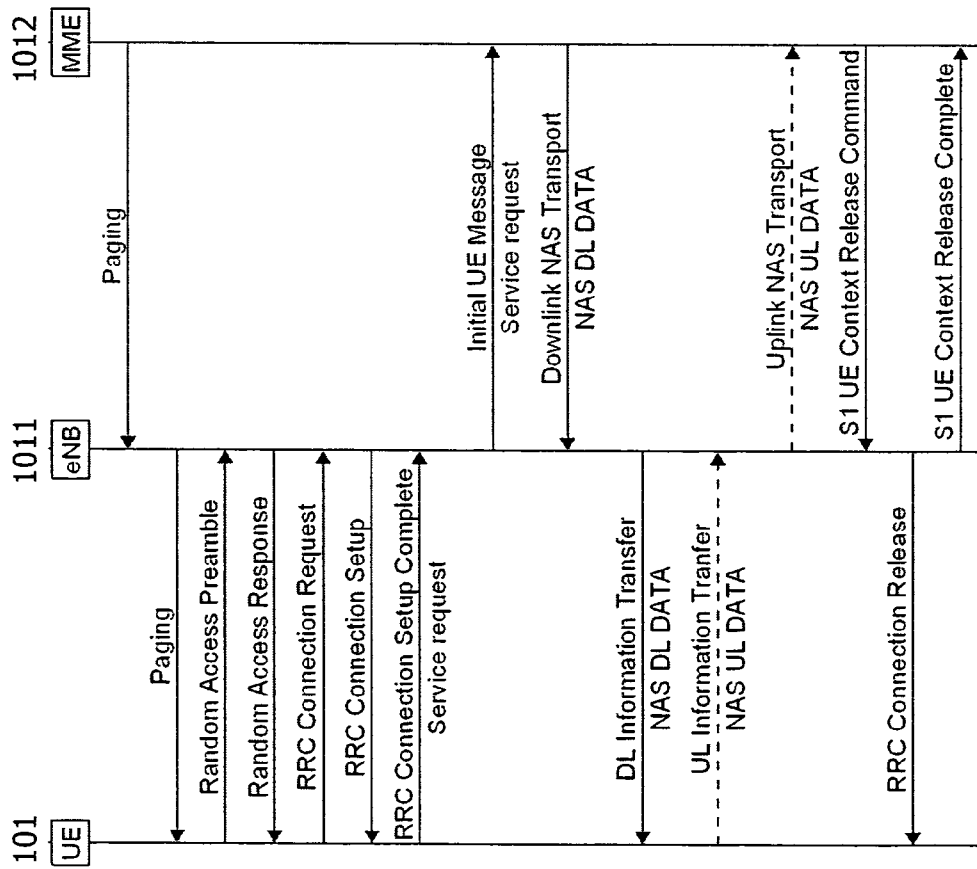 101
UE
1011
eNB
1012
MME
Paging
Paging
Random Access Preamble
Random Access Response
RRC Connection Request
RRC Connection Setup
RRC Connection Setup Complete
Service request
Initial UE Message
Service request
Downlink NAS Transport
NAS DL DATA
DL Information Transfer
NAS DL DATA
UL Information Tranfer
NAS UL DATA
Uplink NAS Transport
NAS UL DATA
S1 UE Context Release Command
RRC Connection Release
S1 UE Context Release Complete